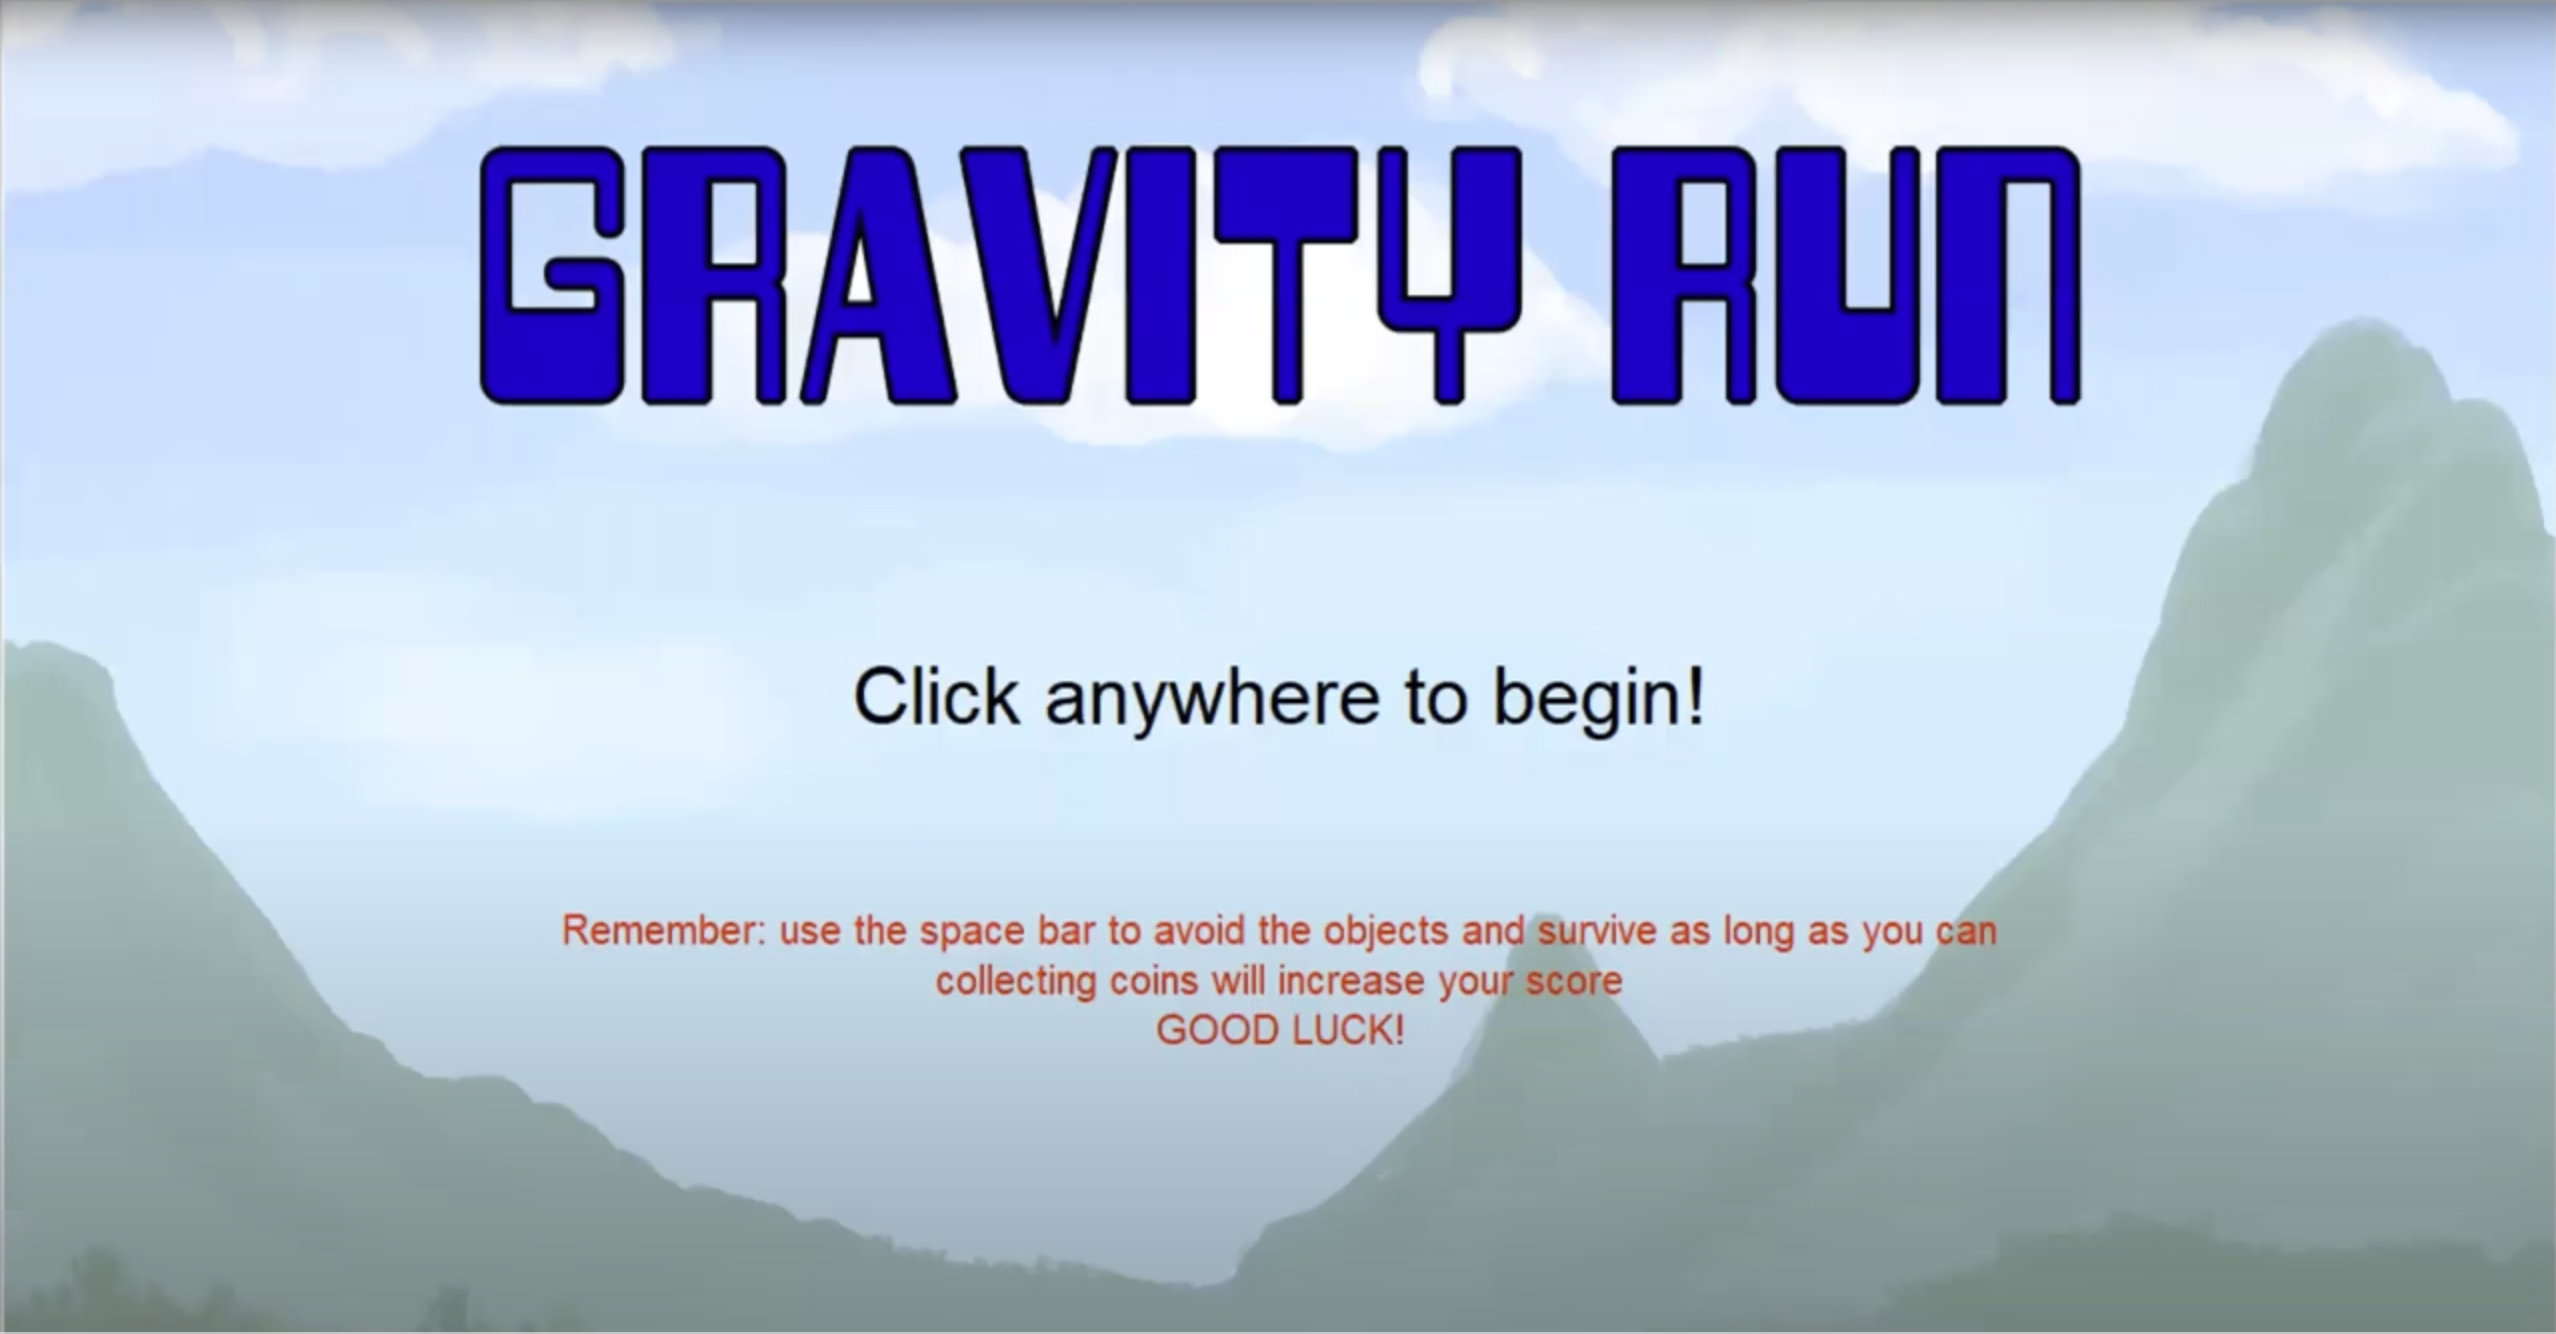 GRAVITY RUN
Click anywhere to begin!
Remember: use the space bar to avoid the objects and survive as long as you can
collecting coins will increase your score
GOOD LUCK!